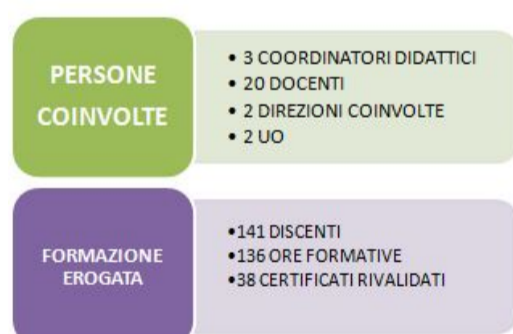 PERSONE
COINVOLTE
• 3 COORDINATORI DIDATTICI
• 20 DOCENTI
• 2 DIREZIONI COINVOLTE
• 2 UO
FORMAZIONE
EROGATA
•141 DISCENTI
•136 ORE FORMATIVE
•38 CERTIFICATI RIVALIDATI